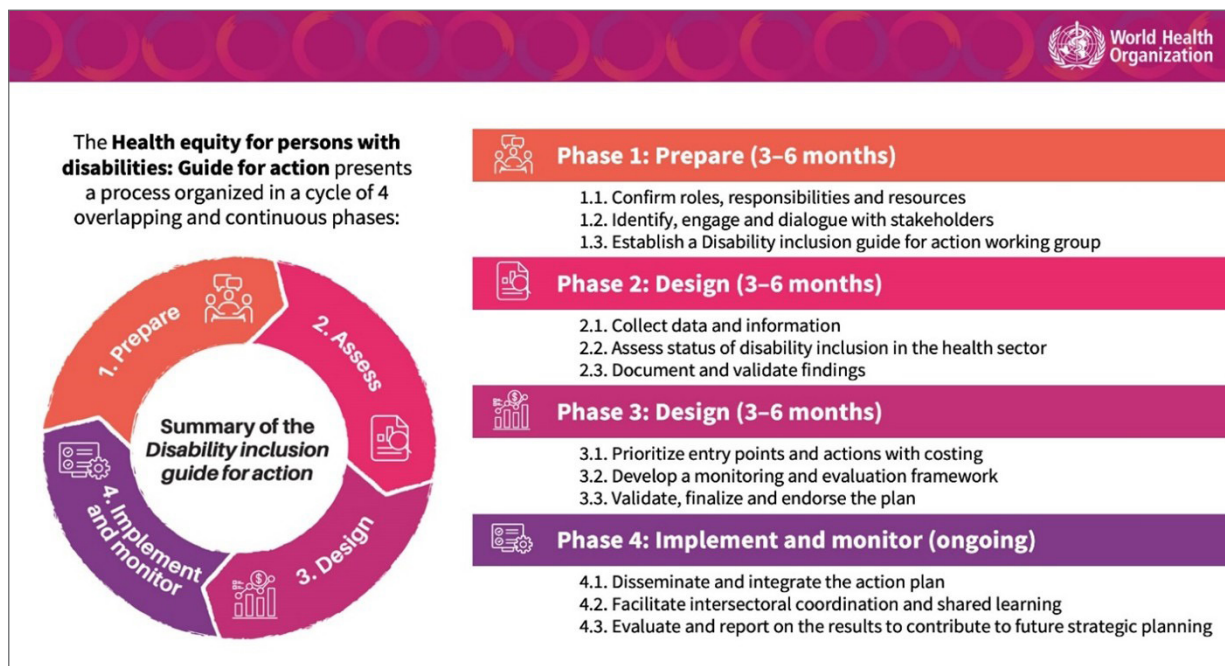 World Health
Organization
The Health equity for persons with
disabilities: Guide for action presents
a process organized in a cycle of 4
overlapping and continuous phases:
1. Prepare
2. Assess
3. Design
4. Implement
and monitor
Summary of the
Disability inclusion
guide for action
Phase 1: Prepare (3–6 months)
1.1. Confirm roles, responsibilities and resources
1.2. Identify, engage and dialogue with stakeholders
1.3. Establish a Disability inclusion guide for action working group
Phase 2: Design (3–6 months)
2.1. Collect data and information
2.2. Assess status of disability inclusion in the health sector
2.3. Document and validate findings
Phase 3: Design (3–6 months)
3.1. Prioritize entry points and actions with costing
3.2. Develop a monitoring and evaluation framework
3.3. Validate, finalize and endorse the plan
Phase 4: Implement and monitor (ongoing)
4.1. Disseminate and integrate the action plan
4.2. Facilitate intersectoral coordination and shared learning
4.3. Evaluate and report on the results to contribute to future strategic planning